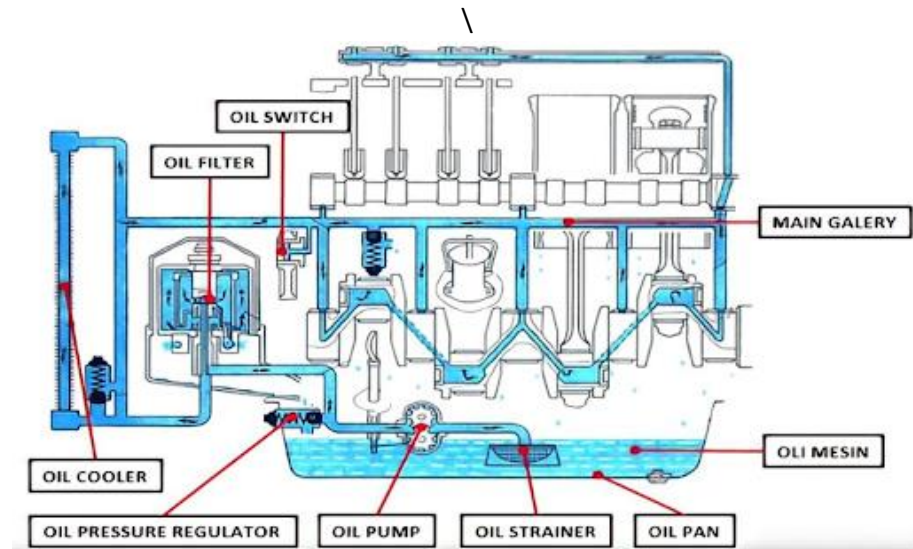 \
OIL SWITCH
OIL FILTER
MAIN GALERY
OLI MESIN
OIL COOLER
OIL PRESSURE REGULATOR
OIL PUMP
OIL STRAINER
OIL PAN